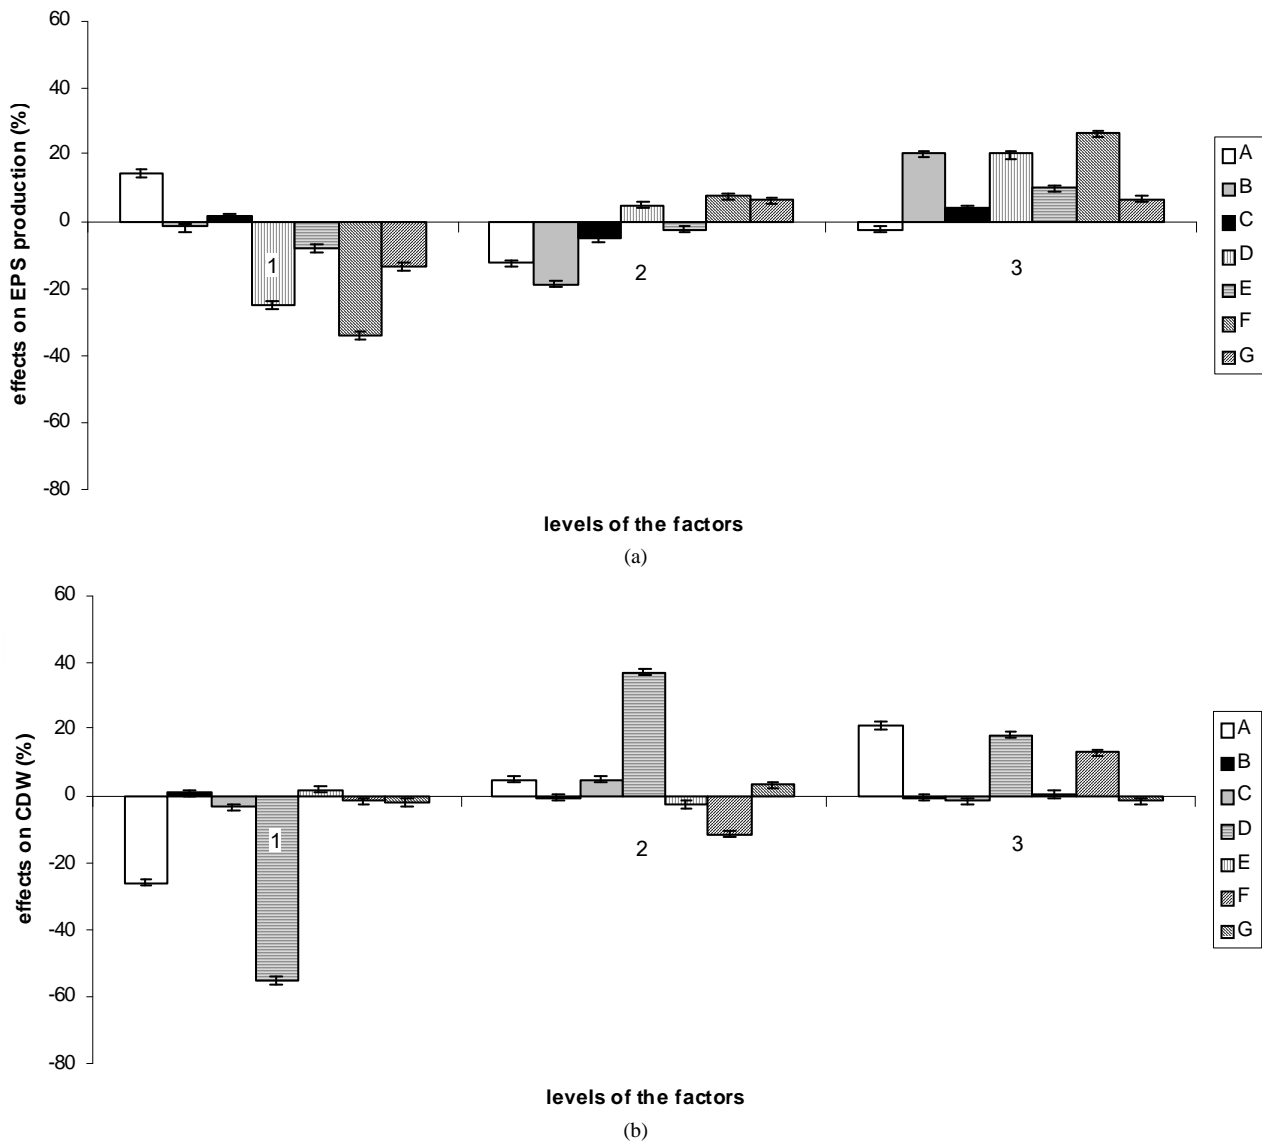 60
40
20
0
-20
-40
-60
-80
effects on EPS production (%)
1
2
3
A
B
C
D
E
F
G
levels of the factors
(a)
60
40
20
0
-20
-40
-60
-80
effects on CDW (%)
1
2
3
A
B
C
D
E
F
G
levels of the factors
(b)